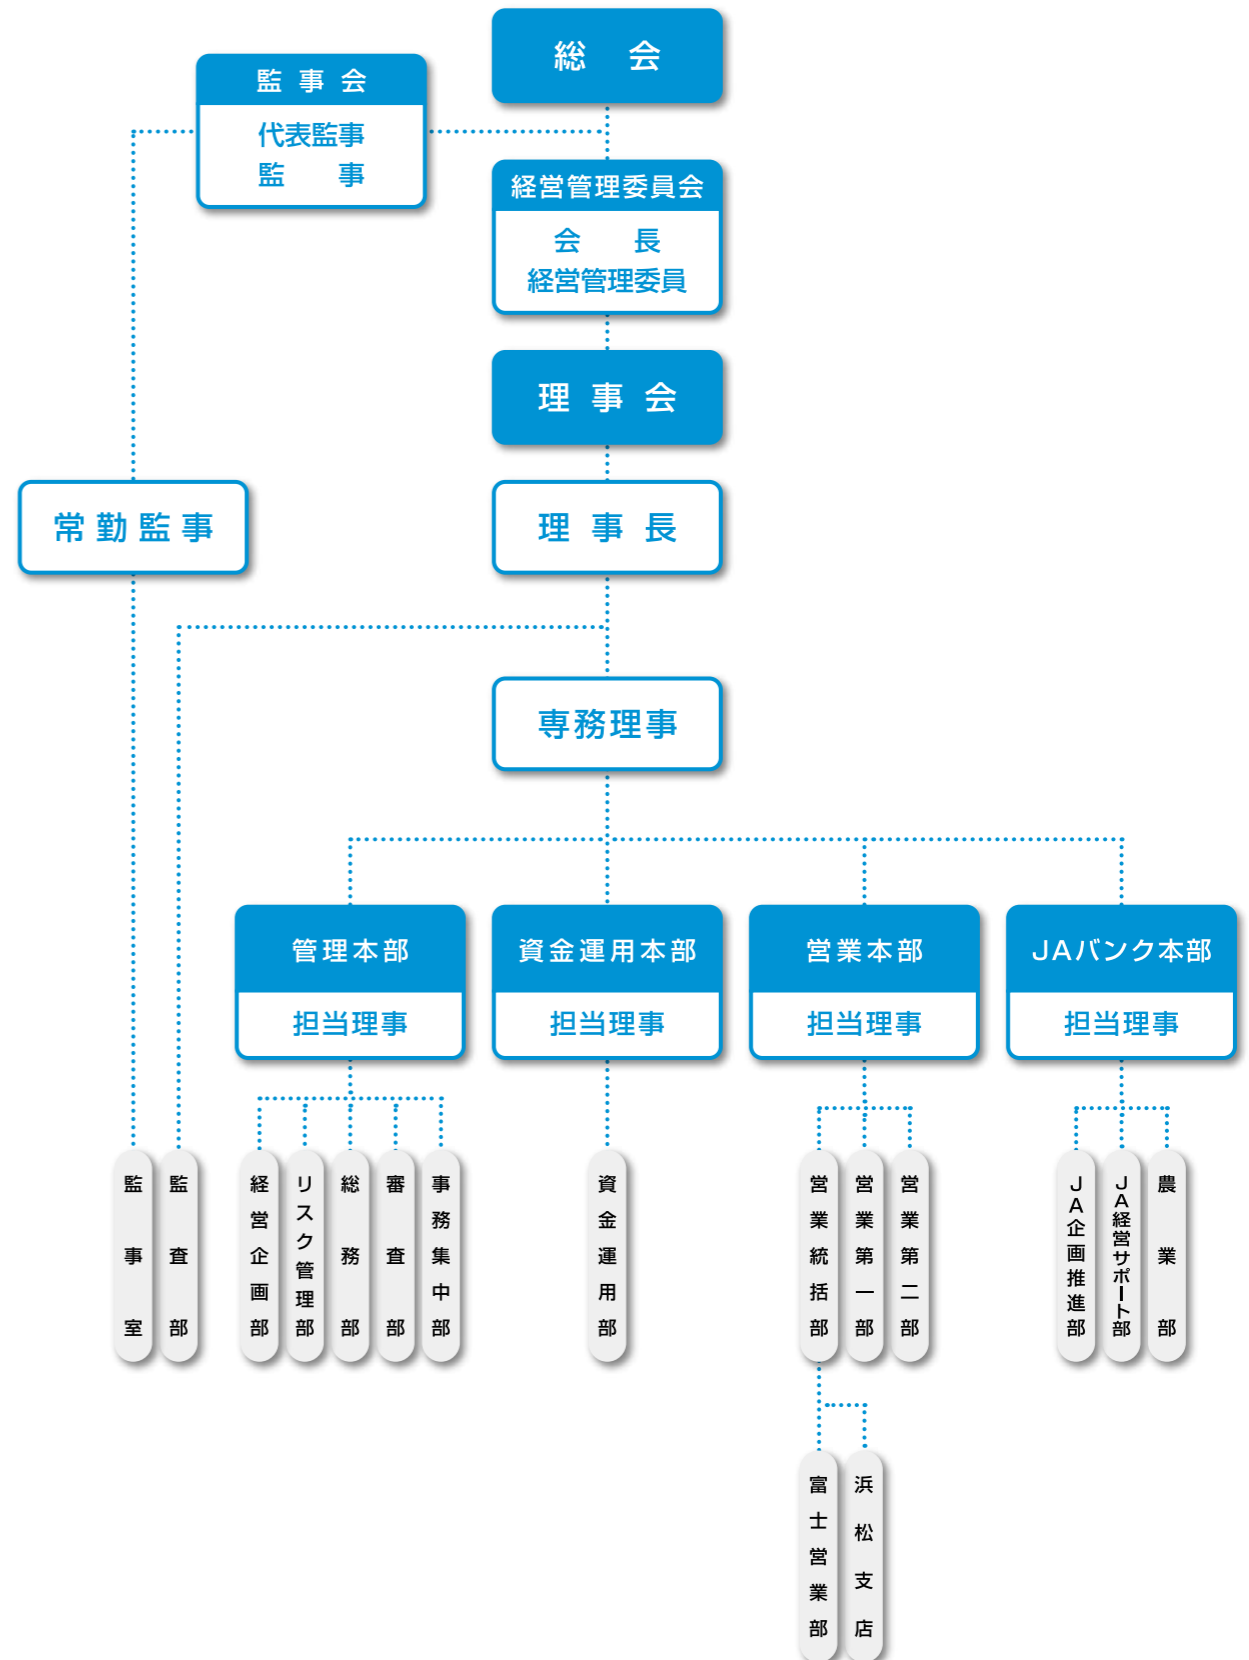 総　会
監 事 会
代表監事
監　　事
経営管理委員会
会　　長
経営管理委員
理 事 会
常勤監事
理 事 長
専務理事
管理本部
担当理事
資金運用本部
担当理事
営業本部
担当理事
JAバンク本部
担当理事
監事室
監査部
経営企画部
リスク管理部
総務部
審査部
事務集中部
資金運用部
営業統括部
営業第一部
営業第二部
JA企画推進部
JA経営サポート部
農業部
富士営業部
浜松支店